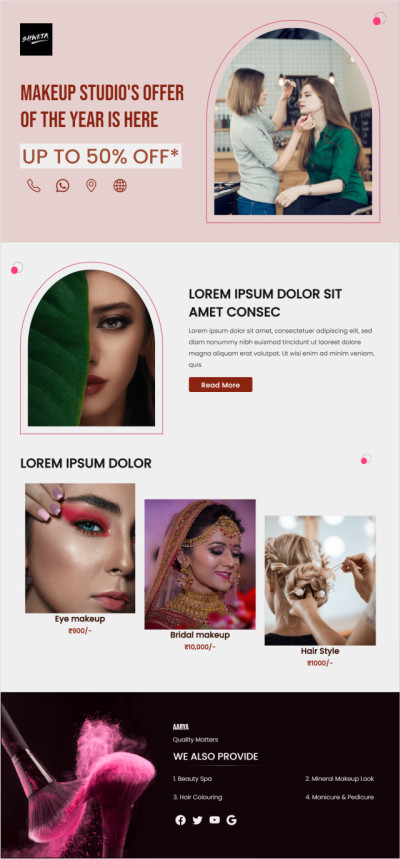 SHWETA
MAKEUP STUDIO'S OFFER
OF THE YEAR IS HERE
UP TO 50% OFF*
LOREM IPSUM DOLOR SIT
AMET CONSEC
Lorem ipsum dolor sit amet, consectetuer adipiscing elit, sed
diam nonummy nibh euismod tincidunt ut laoreet dolore
magna aliquam erat volutpat. Ut wisi enim ad minim veniam,
quis
Read More
LOREM IPSUM DOLOR
Eye makeup
₹900/-
Bridal makeup
₹10,000/-
Hair Style
₹1000/-
AARYA
Quality Matters
WE ALSO PROVIDE
1. Beauty Spa
2. Mineral Makeup Look
3. Hair Colouring
4. Manicure & Pedicure